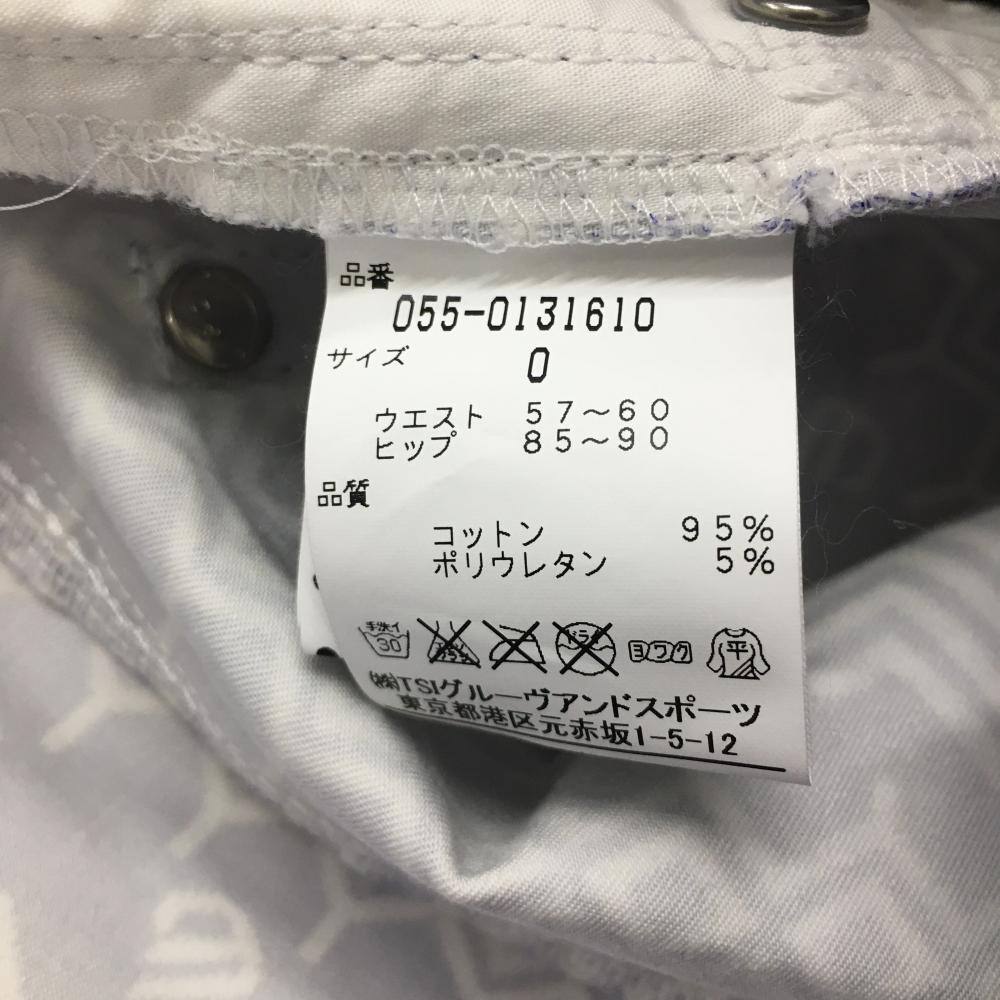 品番
055-0131610
サイズ 0
ウエスト 57〜60
ヒップ 85〜90
品質
コットン 95%
ポリウレタン 5%
手洗イ ドライ
30 ヨワク 平
㈱TSIグルーヴアンドスポーツ
東京都港区元赤坂1-5-12